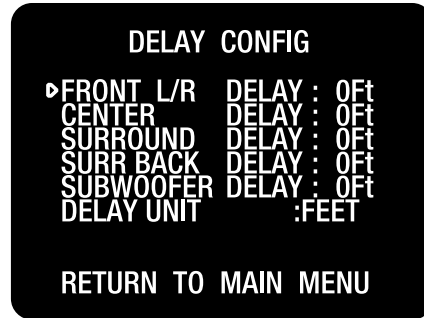 DELAY CONFIG
FRONT L/R DELAY : 0Ft
CENTER DELAY : 0Ft
SURROUND DELAY : 0Ft
SURR BACK DELAY : 0Ft
SUBWOOFER DELAY : 0Ft
DELAY UNIT :FEET
RETURN TO MAIN MENU